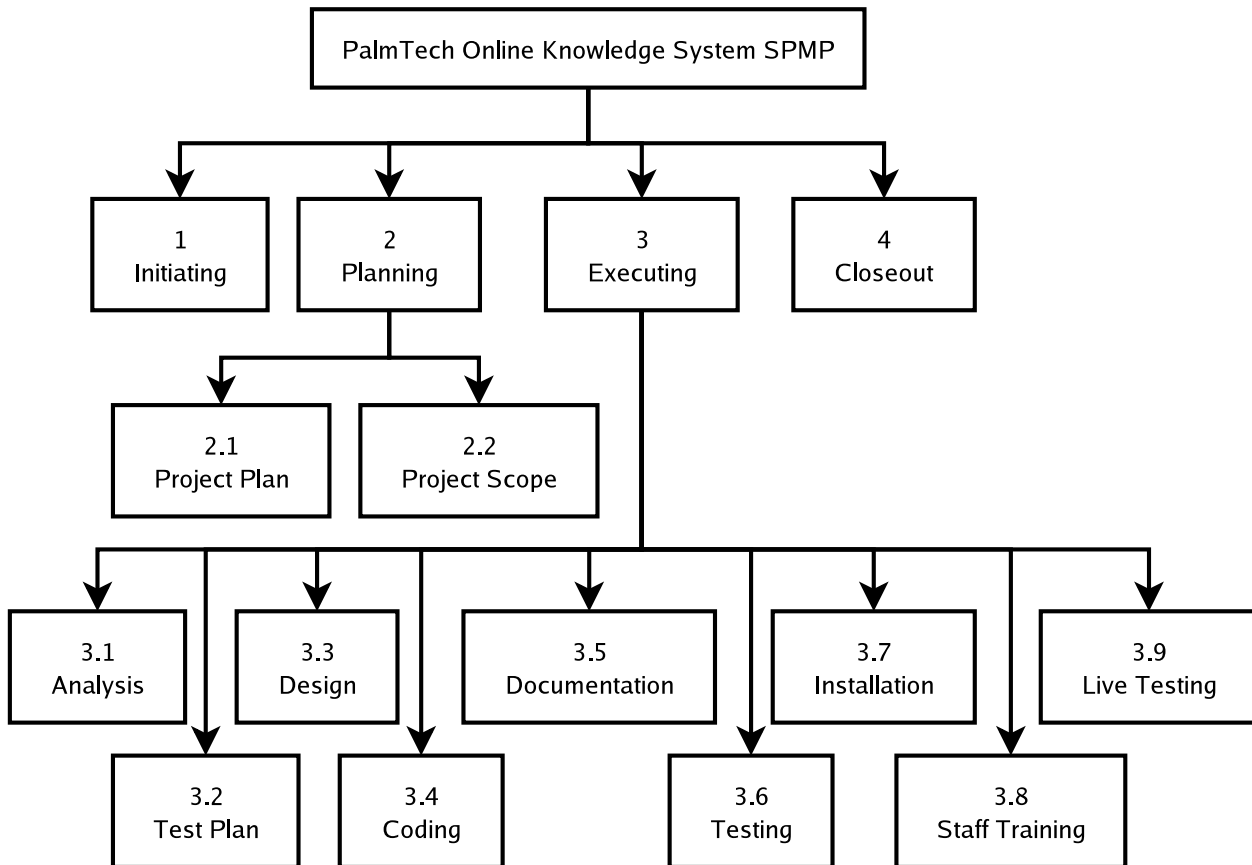 PalmTech Online Knowledge System SPMP
1
Initiating
2
Planning
3
Executing
4
Closeout
2.1
Project Plan
2.2
Project Scope
3.1
Analysis
3.3
Design
3.5
Documentation
3.7
Installation
3.9
Live Testing
3.2
Test Plan
3.4
Coding
3.6
Testing
3.8
Staff Training